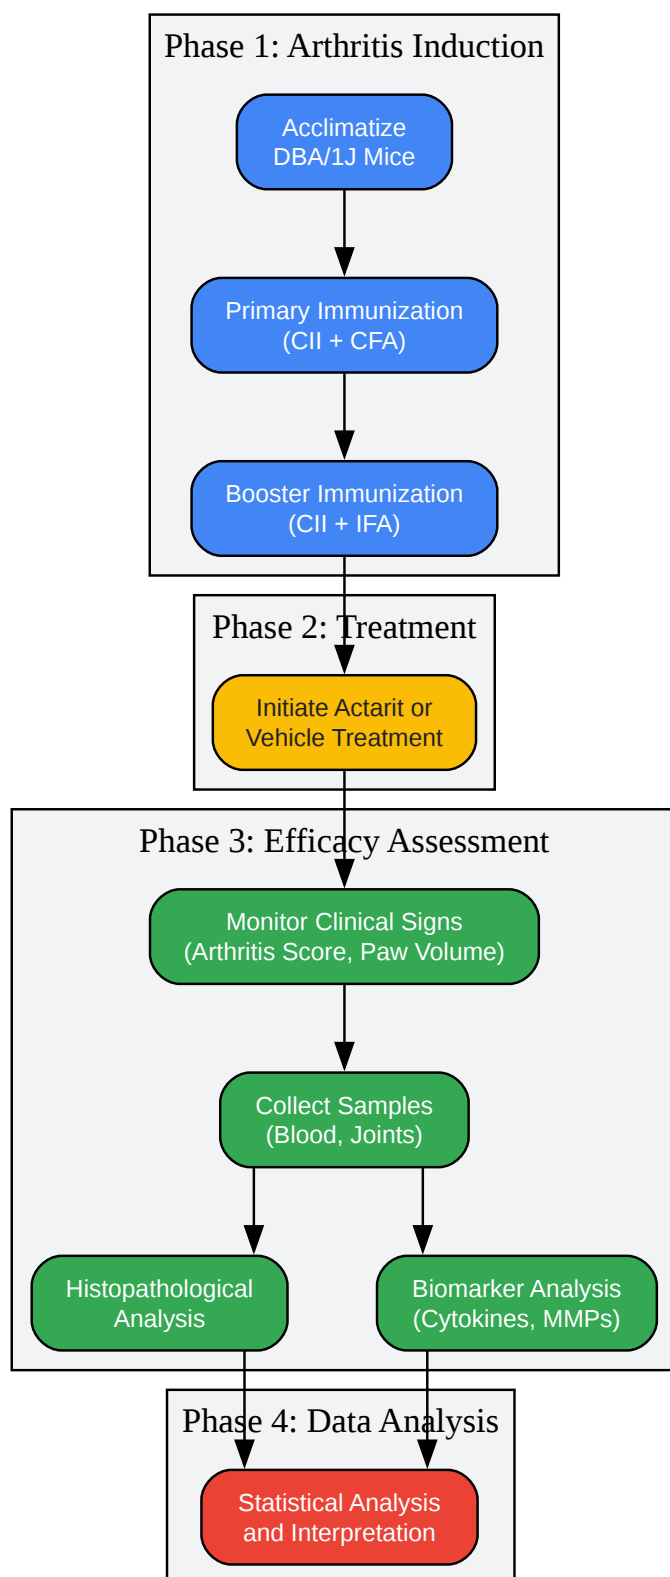 Phase 1: Arthritis Induction
Acclimatize
DBA/1J Mice
Primary Immunization
(CII + CFA)
Booster Immunization
(CII + IFA)
Phase 2: Treatment
Initiate Actarit or
Vehicle Treatment
Phase 3: Efficacy Assessment
Monitor Clinical Signs
(Arthritis Score, Paw Volume)
Collect Samples
(Blood, Joints)
Histopathological
Analysis
Biomarker Analysis
(Cytokines, MMPs)
Phase 4: Data Analysis
Statistical Analysis
and Interpretation